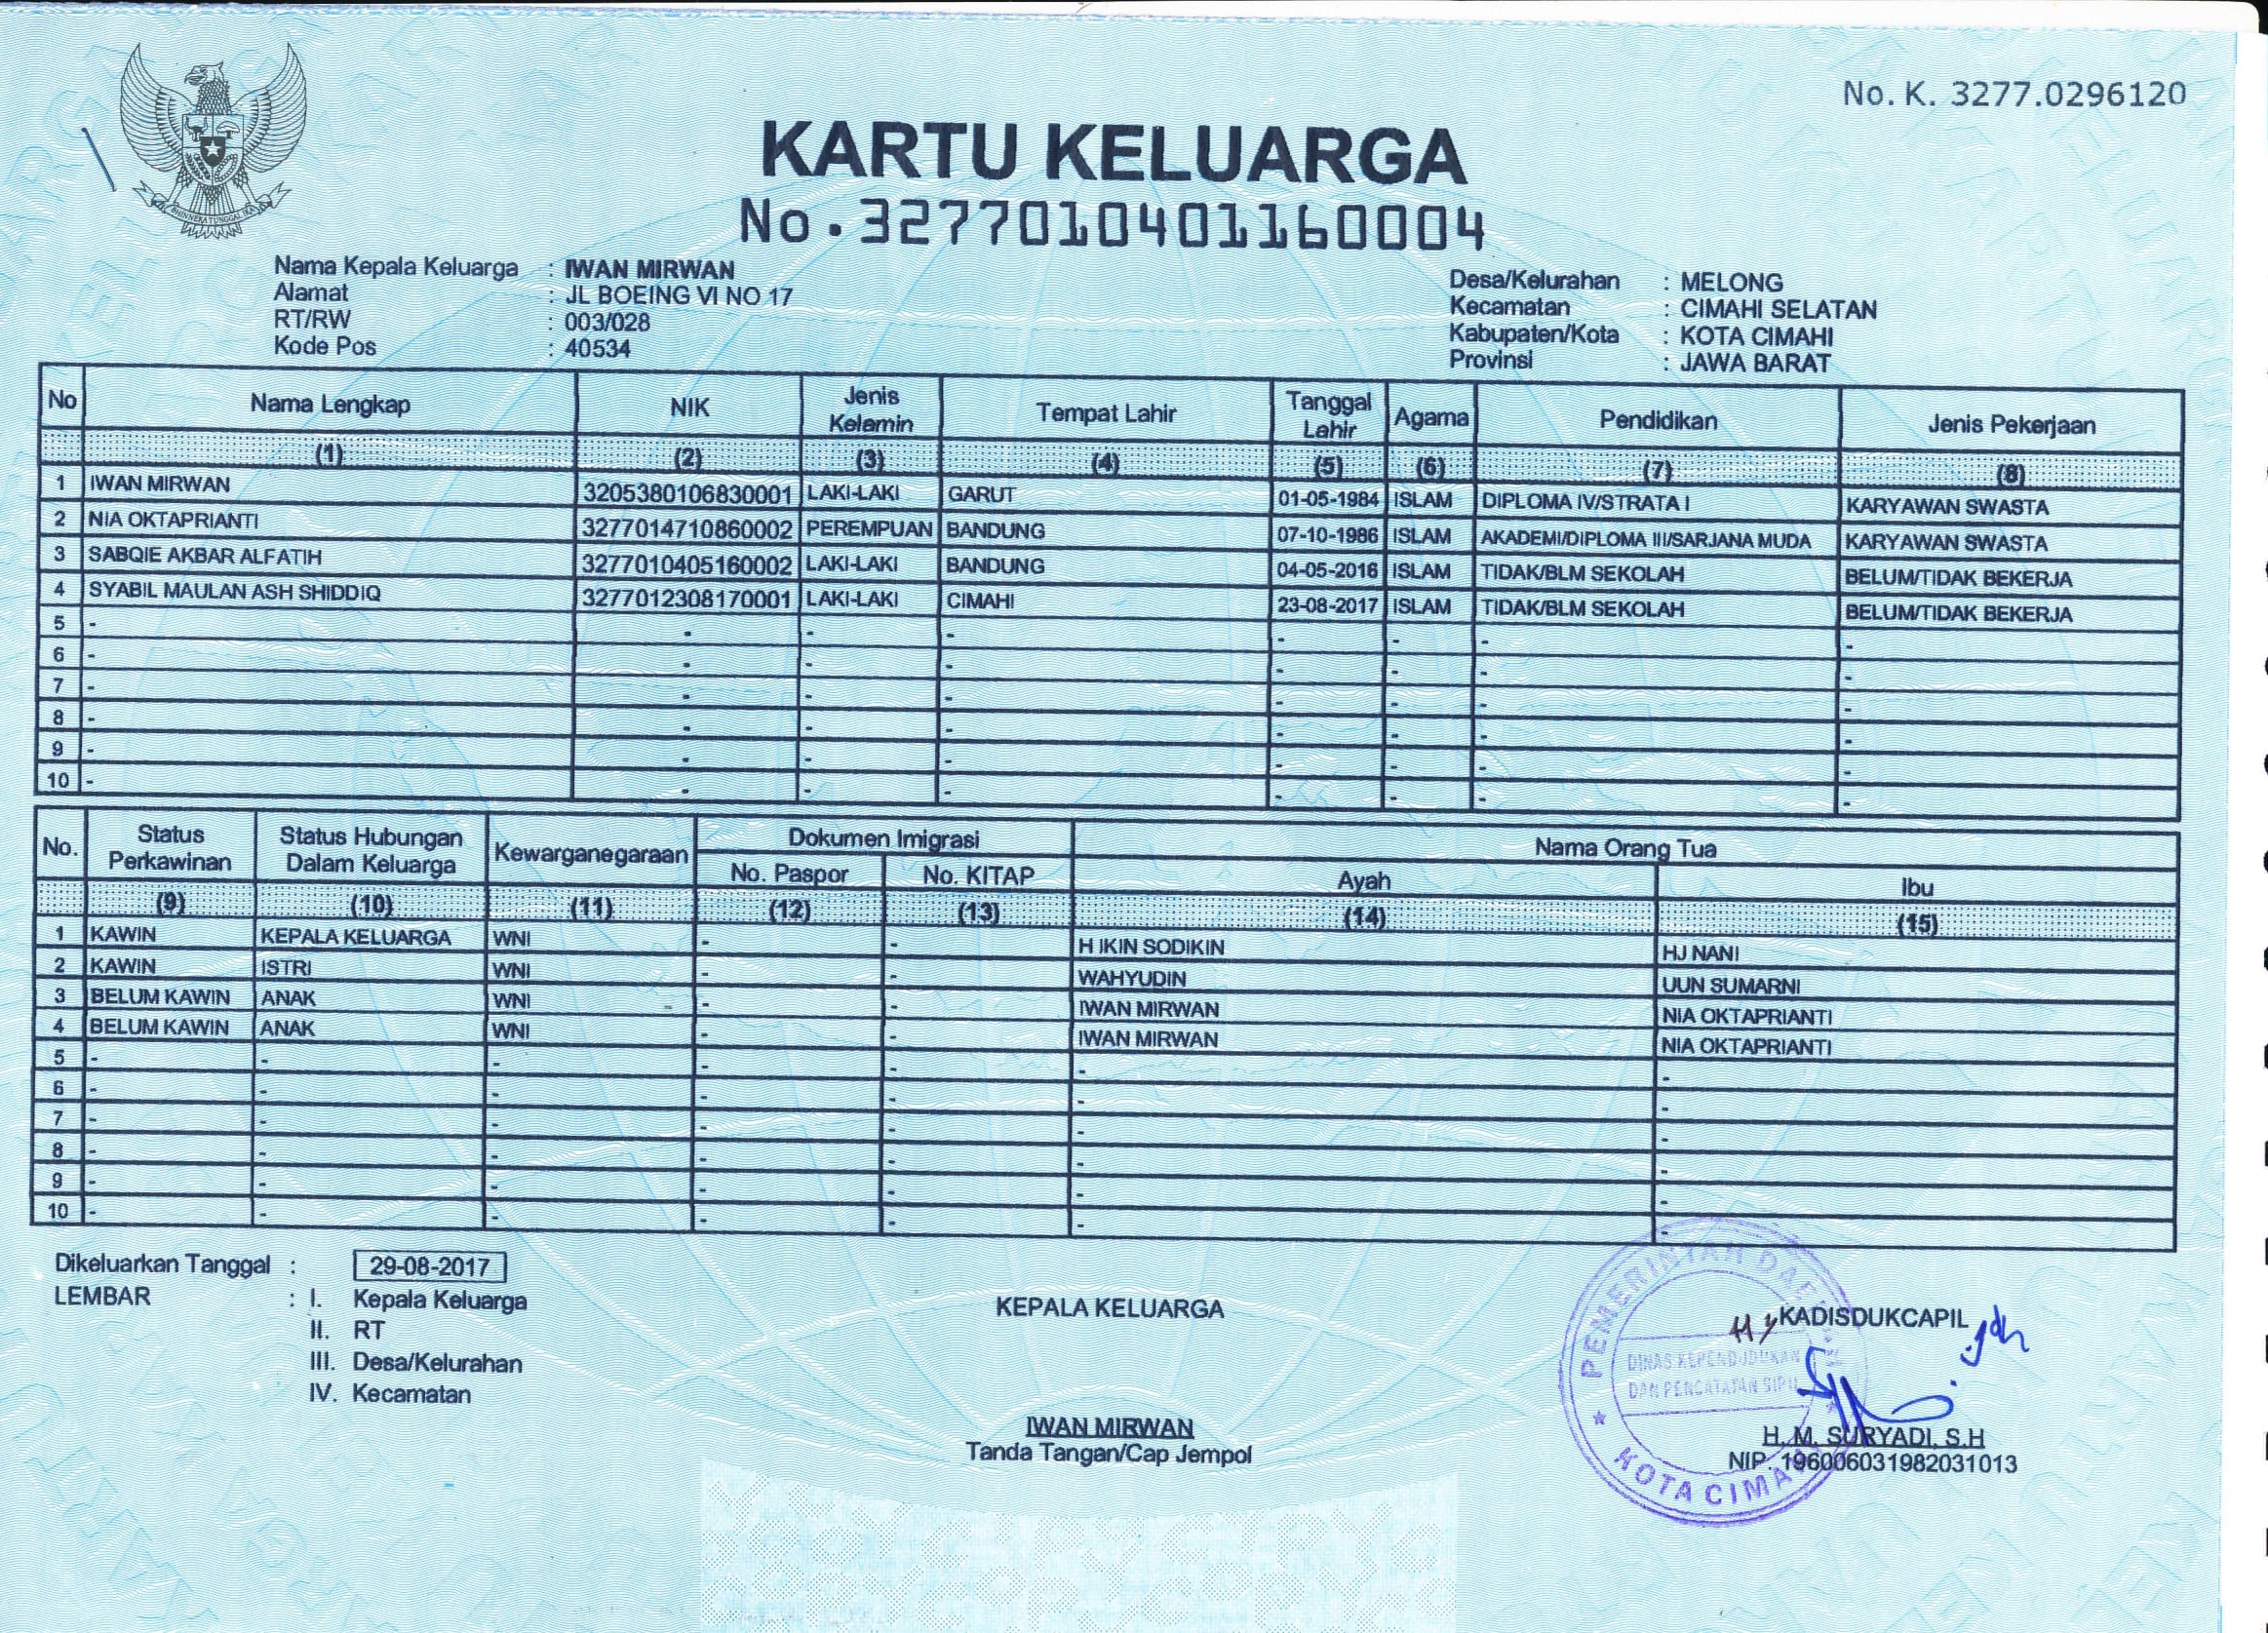 No. K. 3277.0296120
BHINNEKA TUNGGAL IKA
KARTU KELUARGA
No. 3277010401160004
Nama Kepala Keluarga : IWAN MIRWAN
Alamat : JL BOEING VI NO 17
RT/RW : 003/028
Kode Pos : 40534
Desa/Kelurahan : MELONG
Kecamatan : CIMAHI SELATAN
Kabupaten/Kota : KOTA CIMAHI
Provinsi : JAWA BARAT
No Nama Lengkap NIK Jenis Kelamin Tempat Lahir Tanggal Lahir Agama Pendidikan Jenis Pekerjaan
(1) (2) (3) (4) (5) (6) (7) (8)
1 IWAN MIRWAN 3205380106830001 LAKI-LAKI GARUT 01-05-1984 ISLAM DIPLOMA IV/STRATA I KARYAWAN SWASTA
2 NIA OKTAPRIANTI 3277014710860002 PEREMPUAN BANDUNG 07-10-1986 ISLAM AKADEMI/DIPLOMA III/SARJANA MUDA KARYAWAN SWASTA
3 SABQIE AKBAR ALFATIH 3277010405160002 LAKI-LAKI BANDUNG 04-05-2016 ISLAM TIDAK/BLM SEKOLAH BELUM/TIDAK BEKERJA
4 SYABIL MAULAN ASH SHIDDIQ 3277012308170001 LAKI-LAKI CIMAHI 23-08-2017 ISLAM TIDAK/BLM SEKOLAH BELUM/TIDAK BEKERJA
5 - - - - - - - -
6 - - - - - - - -
7 - - - - - - - -
8 - - - - - - - -
9 - - - - - - - -
10 - - - - - - - -
No. Status Perkawinan Status Hubungan Dalam Keluarga Kewarganegaraan Dokumen Imigrasi Nama Orang Tua
No. Paspor No. KITAP Ayah Ibu
(9) (10) (11) (12) (13) (14) (15)
1 KAWIN KEPALA KELUARGA WNI - - H IKIN SODIKIN HJ NANI
2 KAWIN ISTRI WNI - - WAHYUDIN UUN SUMARNI
3 BELUM KAWIN ANAK WNI - - IWAN MIRWAN NIA OKTAPRIANTI
4 BELUM KAWIN ANAK WNI - - IWAN MIRWAN NIA OKTAPRIANTI
5 - - - - - - -
6 - - - - - - -
7 - - - - - - -
8 - - - - - - -
9 - - - - - - -
10 - - - - - - -
Dikeluarkan Tanggal : 29-08-2017
LEMBAR : I. Kepala Keluarga
II. RT
III. Desa/Kelurahan
IV. Kecamatan
KEPALA KELUARGA
IWAN MIRWAN
Tanda Tangan/Cap Jempol
KADISDUKCAPIL
H. M. SURYADI, S.H
NIP. 196006031982031013
PEMERINTAH
DINAS KEPENDUDUKAN
DAN PENCATATAN SIPIL
KOTA CIMAHI